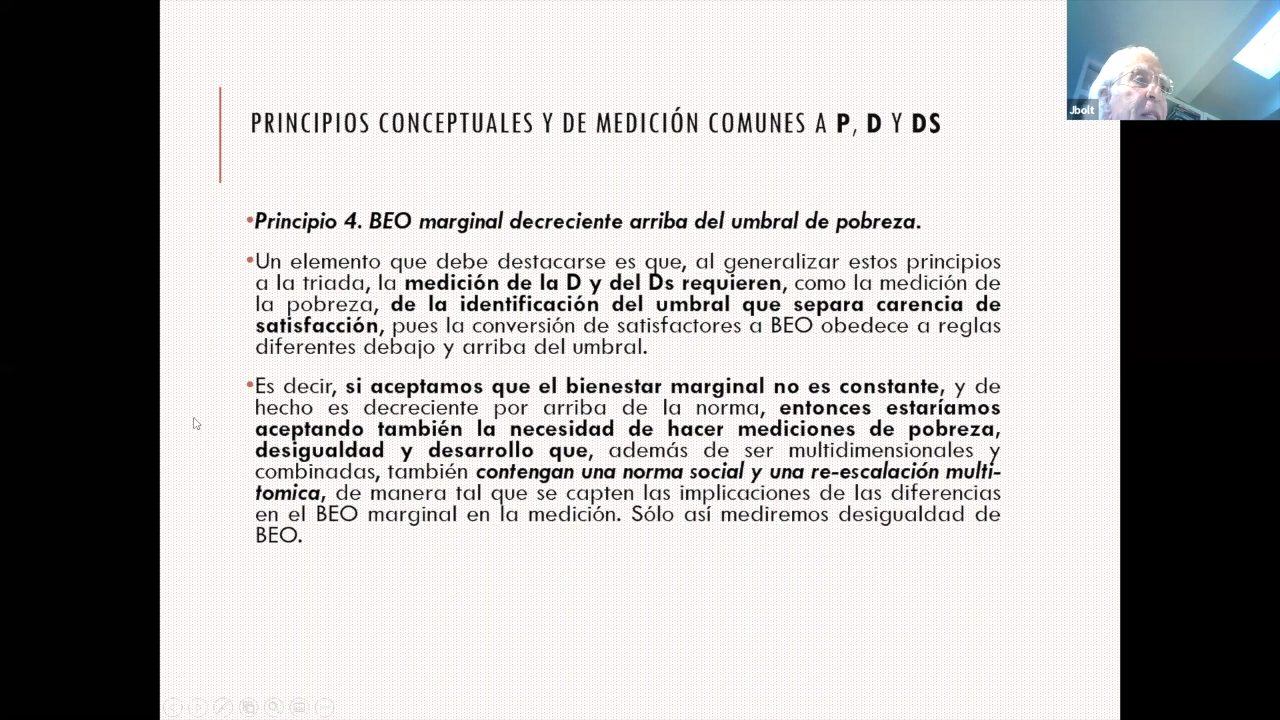 PRINCIPIOS CONCEPTUALES Y DE MEDICIÓN COMUNES A P, D Y DS
Jbolt
•Principio 4. BEO marginal decreciente arriba del umbral de pobreza.
•Un elemento que debe destacarse es que, al generalizar estos principios
a la triada, la medición de la D y del Ds requieren, como la medición de
la pobreza, de la identificación del umbral que separa carencia de
satisfacción, pues la conversión de satisfactores a BEO obedece a reglas
diferentes debajo y arriba del umbral.
•Es decir, si aceptamos que el bienestar marginal no es constante, y de
hecho es decreciente por arriba de la norma, entonces estaríamos
aceptando también la necesidad de hacer mediciones de pobreza,
desigualdad y desarrollo que, además de ser multidimensionales y
combinadas, también contengan una norma social y una re-escalación multi-
tomica, de manera tal que se capten las implicaciones de las diferencias
en el BEO marginal en la medición. Sólo así mediremos desigualdad de
BEO.